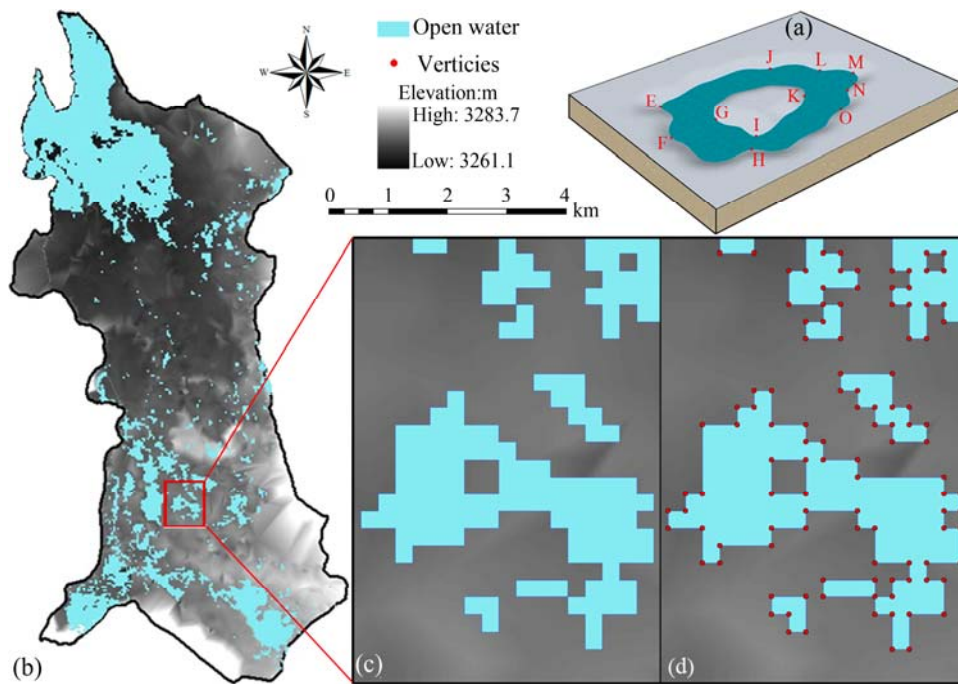 Open water
Verticies
Elevation:m
High: 3283.7
Low: 3261.1
N
W E
S
0 1 2 3 4
km
(a)
J L M
N
E K
G O
I
F
H
(b)
(c)
(d)